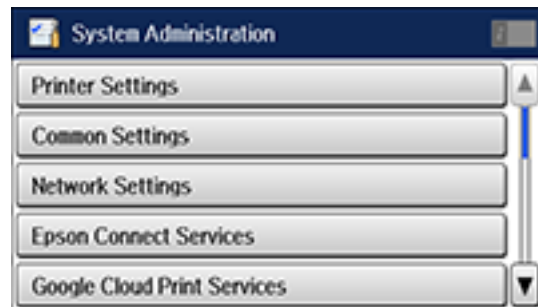 System Administration
Printer Settings
Common Settings
Network Settings
Epson Connect Services
Google Cloud Print Services